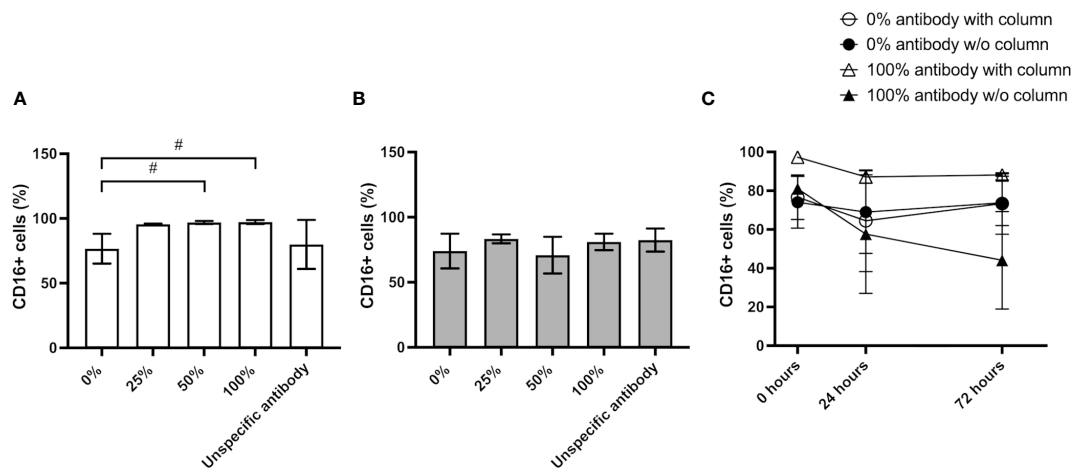 0% antibody with column
0% antibody w/o column
100% antibody with column
100% antibody w/o column
A
B
C
CD16+ cells (%)
150
100
50
0
#
#
0%
25%
50%
100%
Unspecific antibody
CD16+ cells (%)
150
100
50
0
0%
25%
50%
100%
Unspecific antibody
CD16+ cells (%)
100
80
60
40
20
0
0 hours
24 hours
72 hours